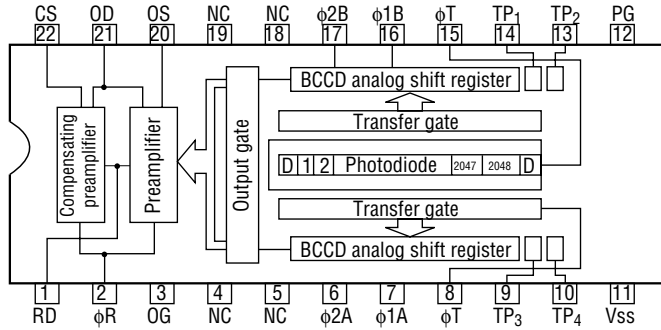 CS OD OS NC NC ϕ2B ϕ1B ϕT TP1 TP2 PG
22 21 20 19 18 17 16 15 14 13 12
BCCD analog shift register
Transfer gate
Compensating
preamplifier
Preamplifier
Output gate
D 1 2 Photodiode 2047 2048 D
Transfer gate
BCCD analog shift register
1 2 3 4 5 6 7 8 9 10 11
RD ϕR OG NC NC ϕ2A ϕ1A ϕT TP3 TP4 Vss